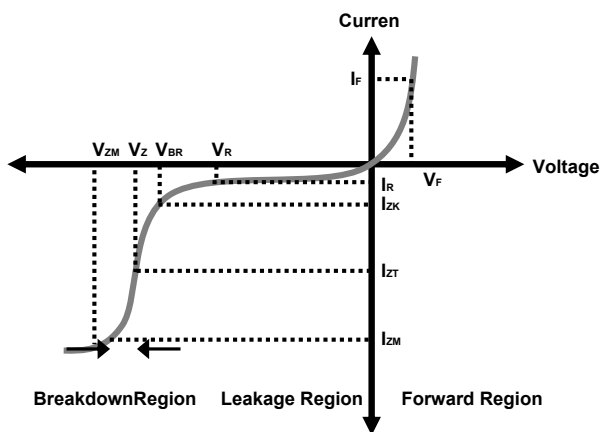 Curren
IF
VZM VZ VBR VR
Voltage
IR
VF
IZK
IZT
IZM
BreakdownRegion Leakage Region Forward Region